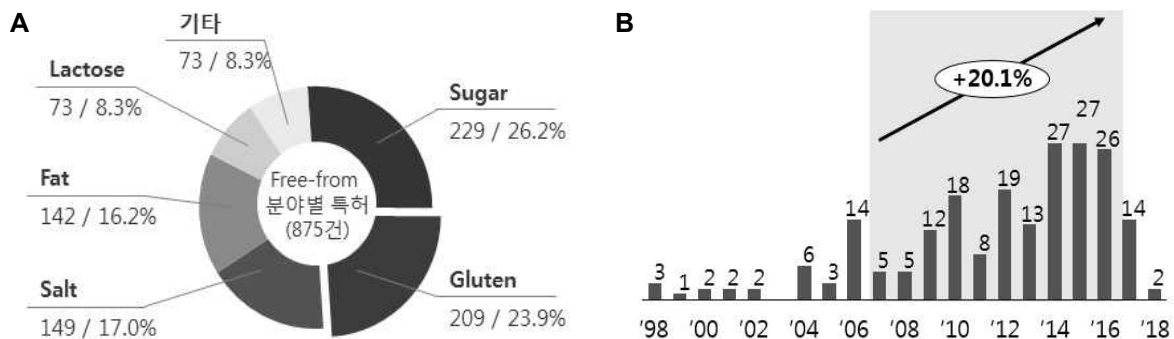 A
기타
73 / 8.3%
Lactose
73 / 8.3%
Fat
142 / 16.2%
Salt
149 / 17.0%
Sugar
229 / 26.2%
Gluten
209 / 23.9%
Free-from
분야별 특허
(875건)
B
+20.1%
3 1 2 2 2 6 3 14 5 5 12 18 8 19 13 27 27 26 14 2
'98 '00 '02 '04 '06 '08 '10 '12 '14 '16 '18